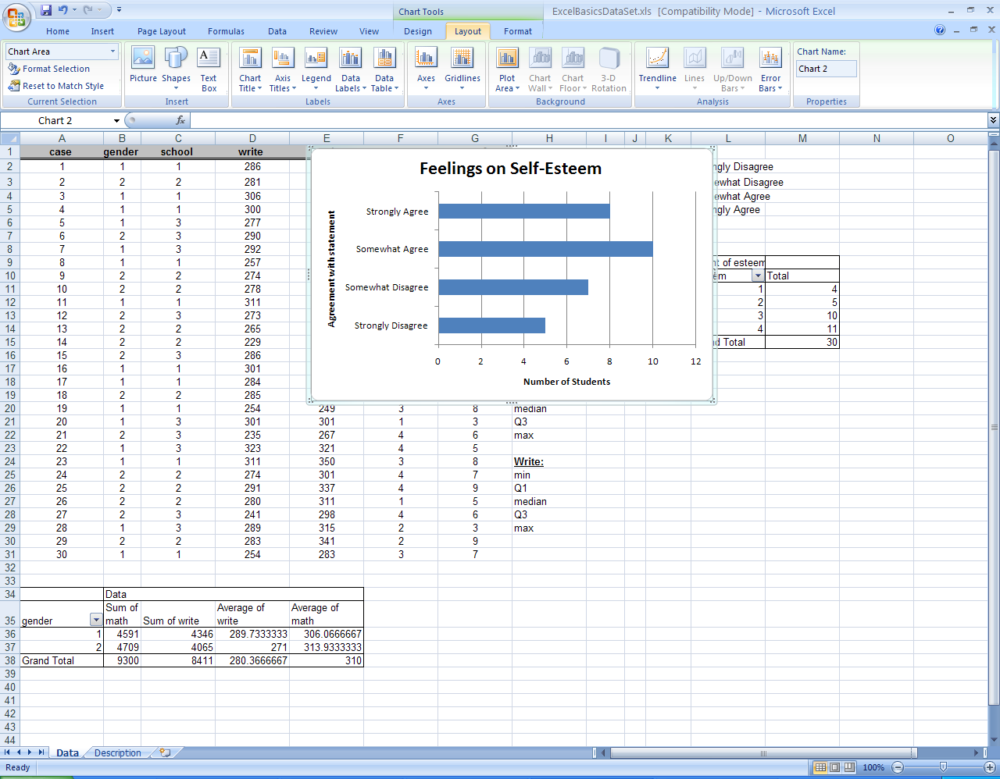 Chart Tools
ExcelBasicsDataSet.xls [Compatibility Mode] - Microsoft Excel
Home Insert Page Layout Formulas Data Review View Design Layout Format
Chart Area
Format Selection
Reset to Match Style
Current Selection
Picture Shapes Text Box
Insert
Chart Title Axis Titles Legend Data Labels Data Table
Labels
Axes Gridlines
Axes
Plot Area Chart Wall Chart Floor 3-D Rotation
Background
Trendline Lines Up/Down Bars Error Bars
Analysis
Chart Name:
Chart 2
Properties
Chart 2 fx
A B C D E F G H I J K L M N O
1 case gender school write
2 1 1 1 286 ngly Disagree
3 2 2 2 281 ewhat Disagree
4 3 1 1 306 ewhat Agree
5 4 1 1 300 ngly Agree
6 5 1 3 277
7 6 2 3 290
8 7 1 3 292
9 8 1 1 257 nt of esteem
10 9 2 2 274 em Total
11 10 2 2 278 1 4
12 11 1 1 311 2 5
13 12 2 3 273 3 10
14 13 2 2 265 4 11
15 14 2 2 229 nd Total 30
16 15 2 3 286
17 16 1 1 301
18 17 1 1 284
19 18 2 2 285
20 19 1 1 254 249 3 8 median
21 20 1 3 301 301 1 3 Q3
22 21 2 3 235 267 4 6 max
23 22 1 3 323 321 4 5
24 23 1 1 311 350 3 8 Write:
25 24 2 2 274 301 4 7 min
26 25 2 2 291 337 4 9 Q1
27 26 2 2 280 311 1 5 median
28 27 2 3 241 298 4 6 Q3
29 28 1 3 289 315 2 3 max
30 29 2 2 283 341 2 9
31 30 1 1 254 283 3 7
32
33
34 Data
35 gender Sum of math Sum of write Average of write Average of math
36 1 4591 4346 289.7333333 306.0666667
37 2 4709 4065 271 313.9333333
38 Grand Total 9300 8411 280.3666667 310
39
40
41
42
43
44
Feelings on Self-Esteem
Agreement with statement
Strongly Agree
Somewhat Agree
Somewhat Disagree
Strongly Disagree
0 2 4 6 8 10 12
Number of Students
Data Description
Ready 100%